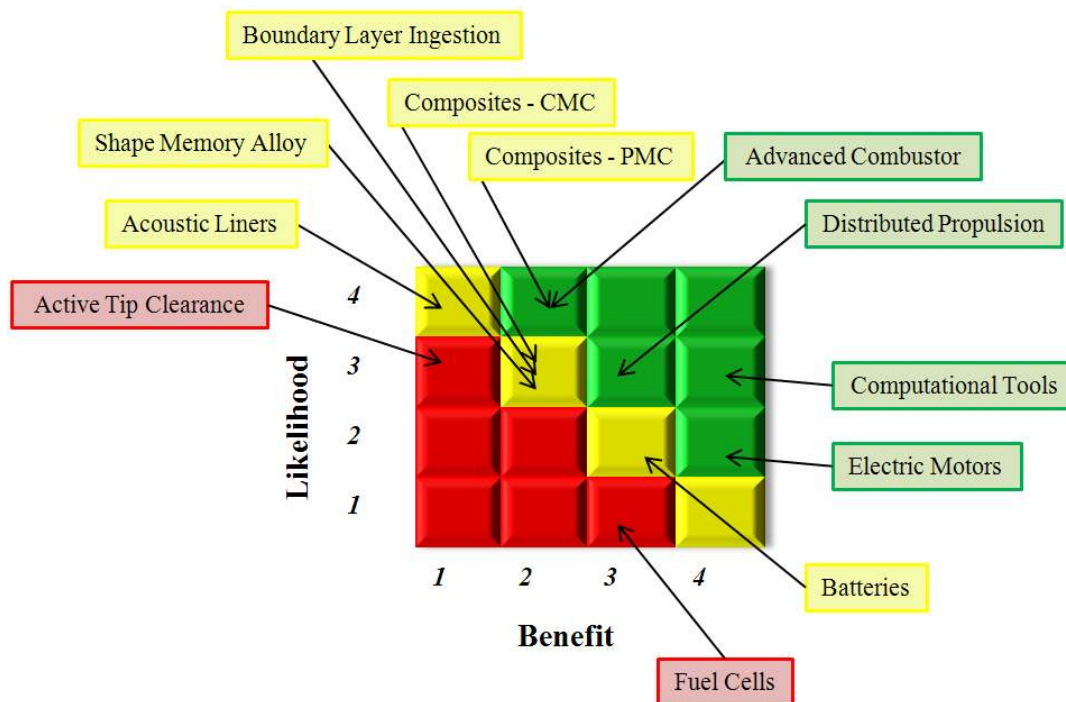 Boundary Layer Ingestion
Composites - CMC
Shape Memory Alloy
Composites - PMC
Advanced Combustor
Acoustic Liners
Distributed Propulsion
Active Tip Clearance
4
3
Computational Tools
Likelihood
2
Electric Motors
1
1 2 3 4
Batteries
Benefit
Fuel Cells